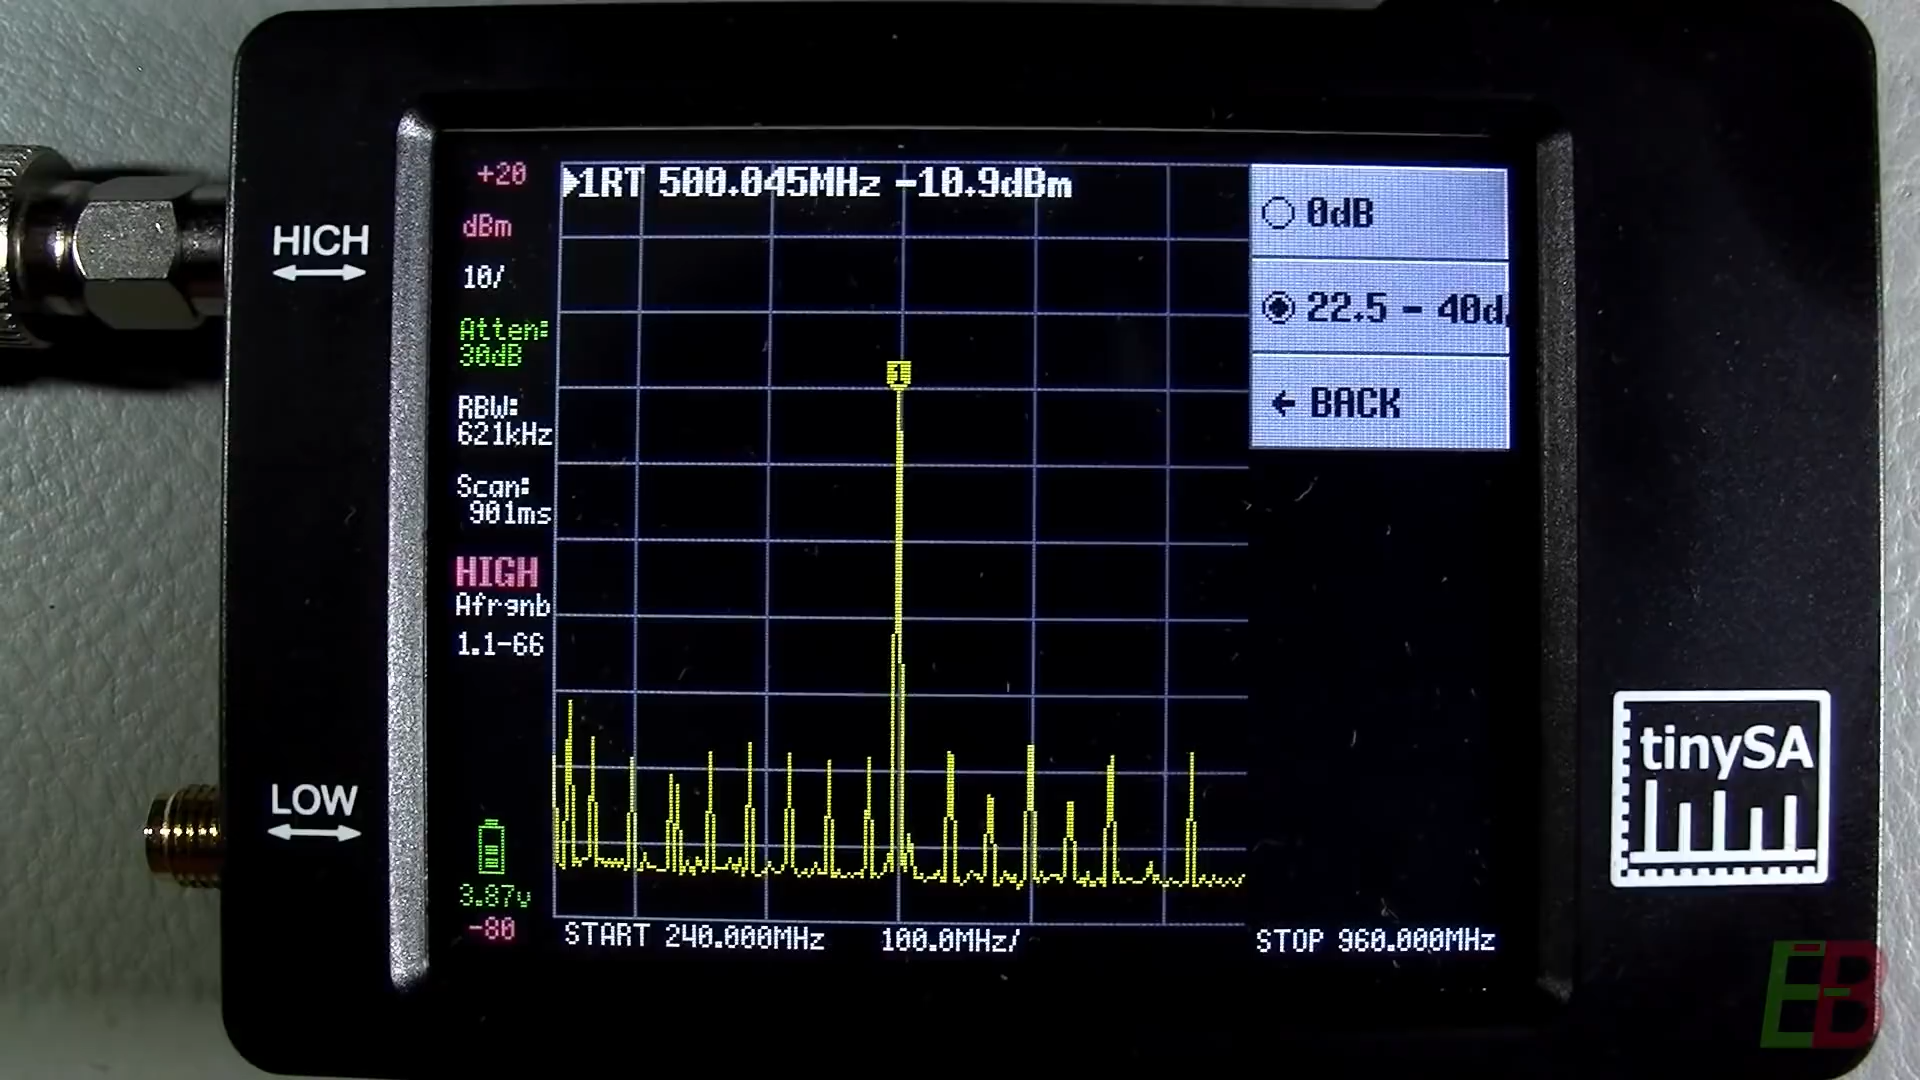 +20
1RT 500.045MHz -10.9dBm
dBm
10/
Atten:
30dB
RBW:
621kHz
Scan:
901ms
HIGH
Afrgnb
1.1-66
3.87v
-80
START 240.000MHz 100.0MHz/ STOP 960.000MHz
1
0dB
22.5 - 40d
← BACK
HICH
LOW
tinySA
EB